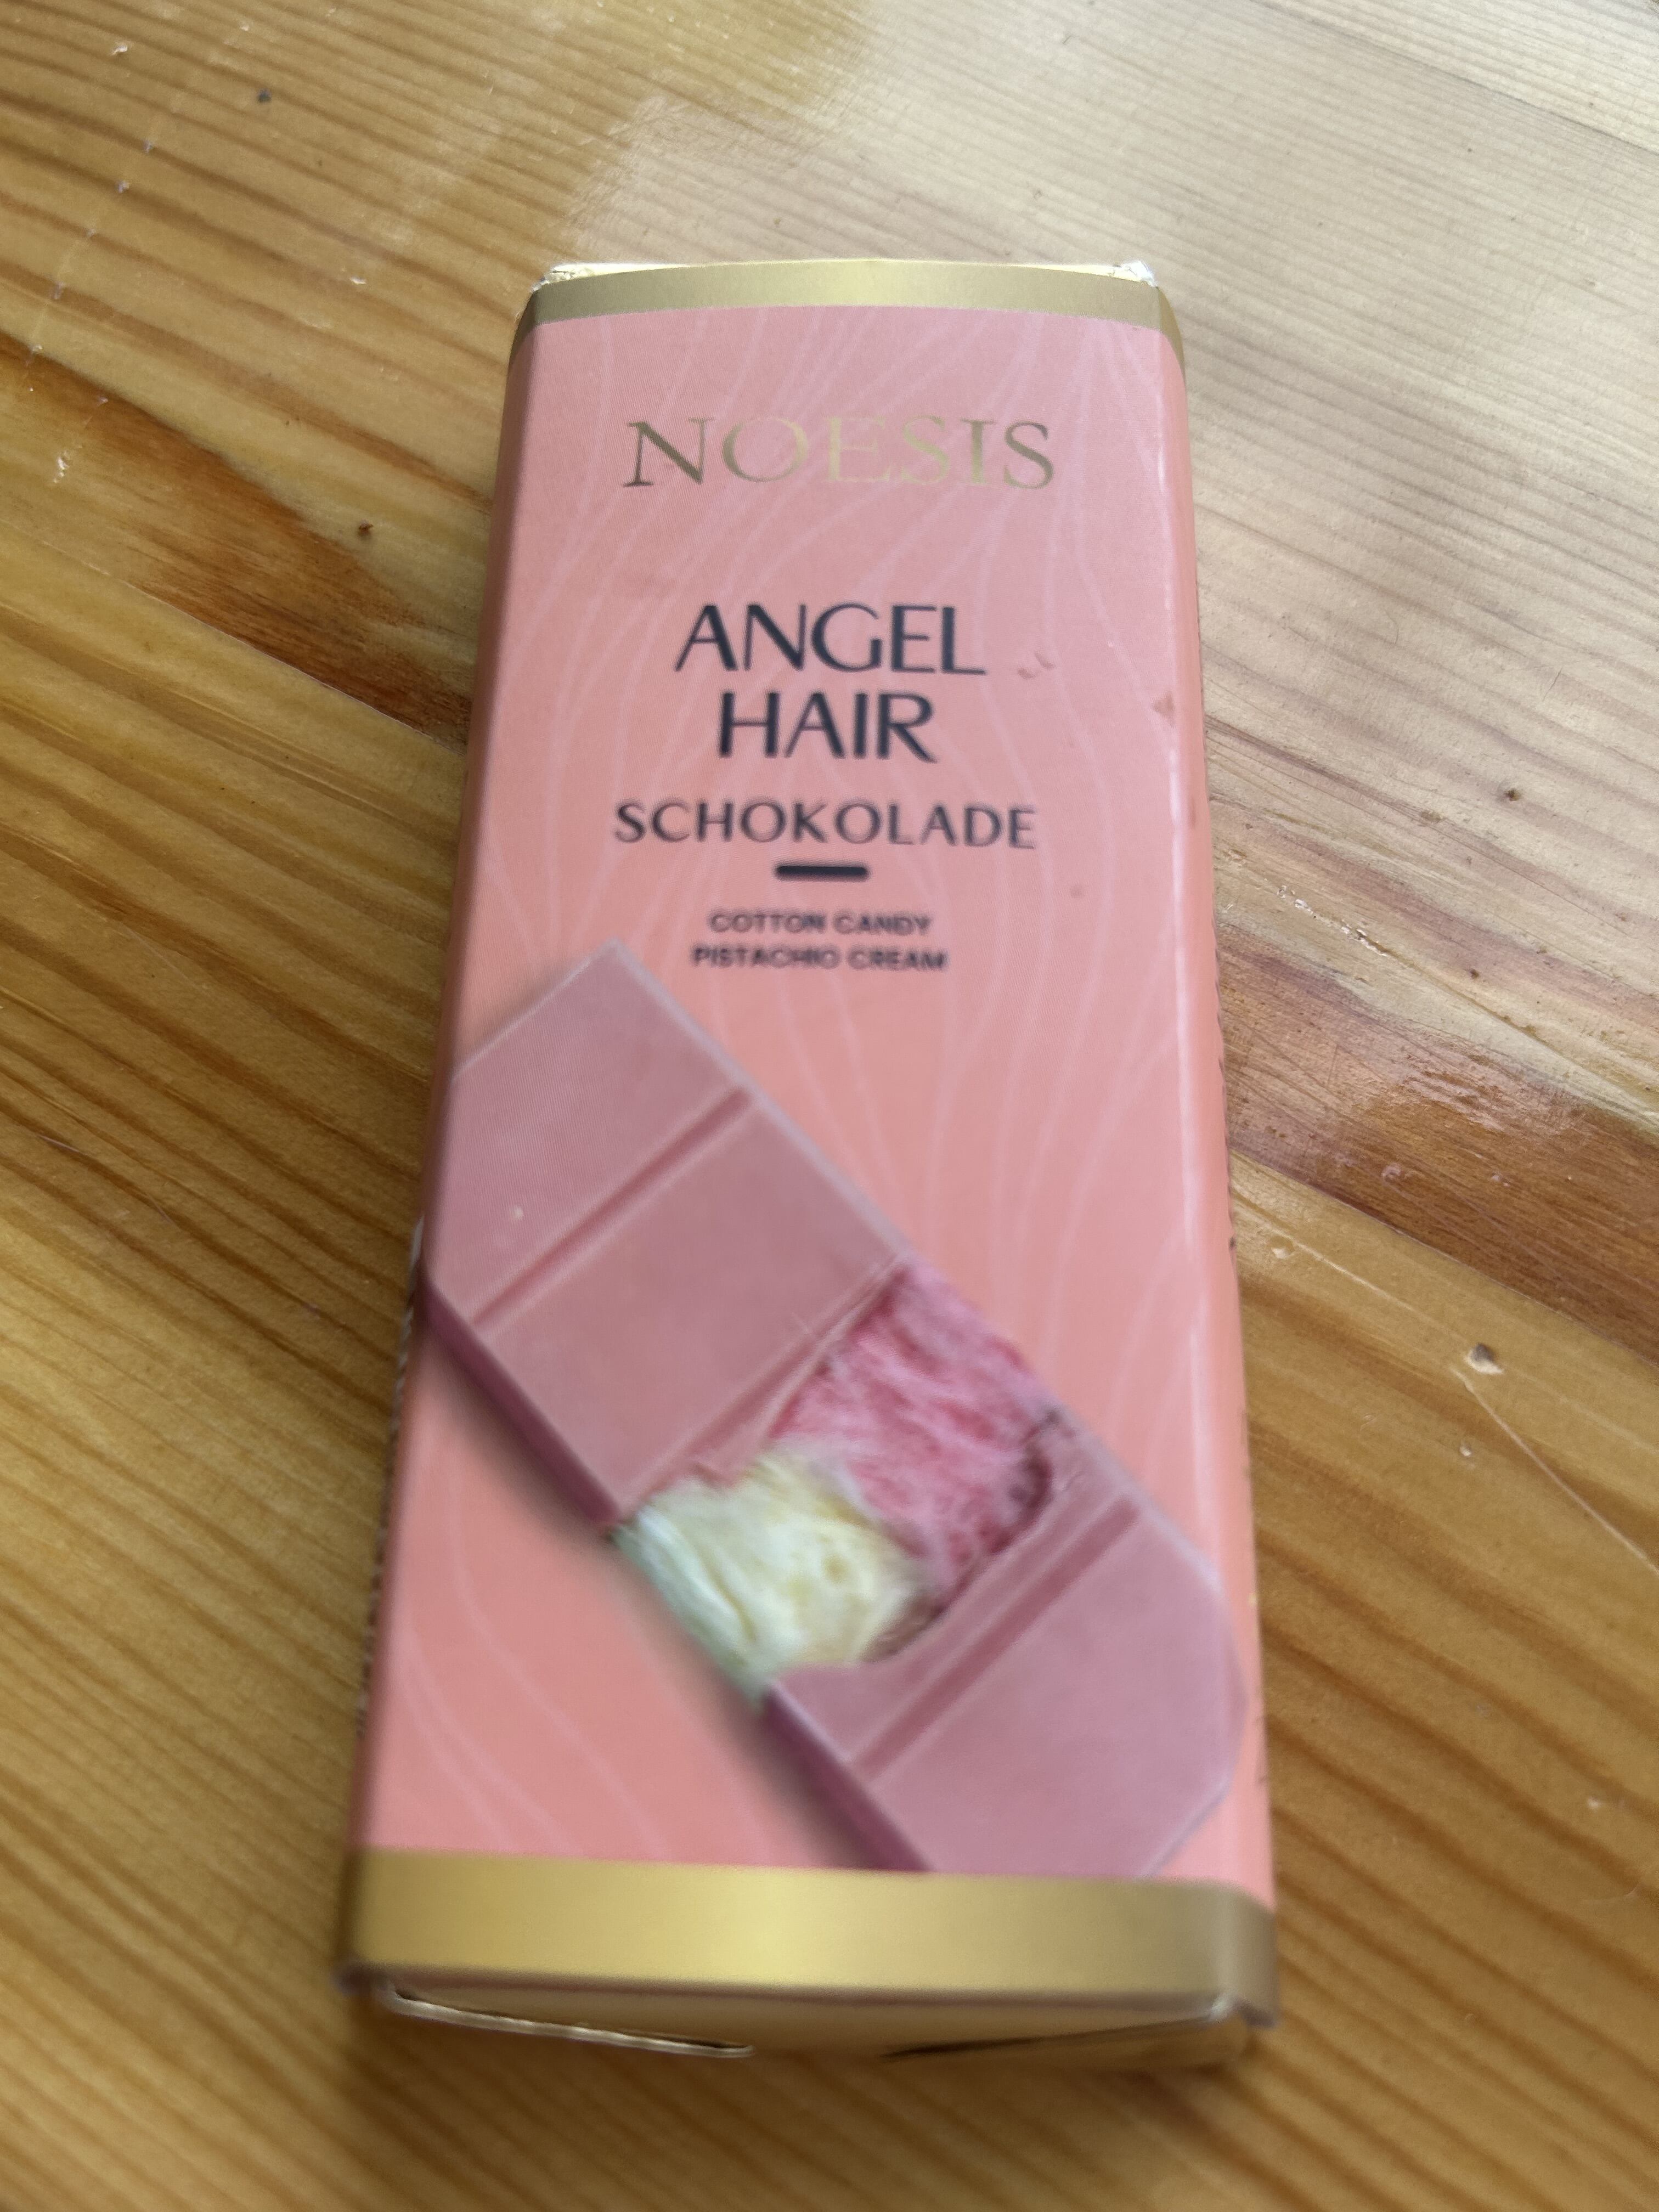 NOESIS
ANGEL
HAIR
SCHOKOLADE
COTTON CANDY
PISTACHIO CREAM